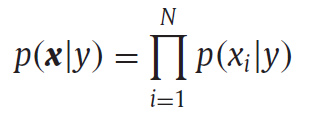 p(x|y) = ∏_{i=1}^{N} p(x_i|y)